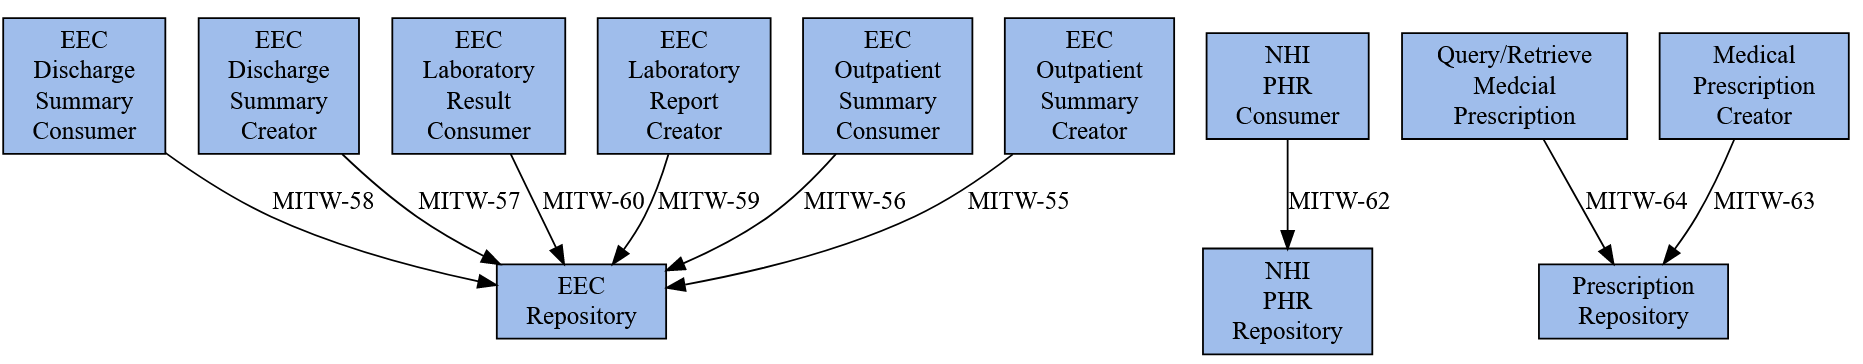 EEC
Discharge
Summary
Consumer
EEC
Discharge
Summary
Creator
EEC
Laboratory
Result
Consumer
EEC
Laboratory
Report
Creator
EEC
Outpatient
Summary
Consumer
EEC
Outpatient
Summary
Creator
NHI
PHR
Consumer
Query/Retrieve
Medcial
Prescription
Medical
Prescription
Creator
MITW-58
MITW-57
MITW-60
MITW-59
MITW-56
MITW-55
MITW-62
MITW-64
MITW-63
EEC
Repository
NHI
PHR
Repository
Prescription
Repository